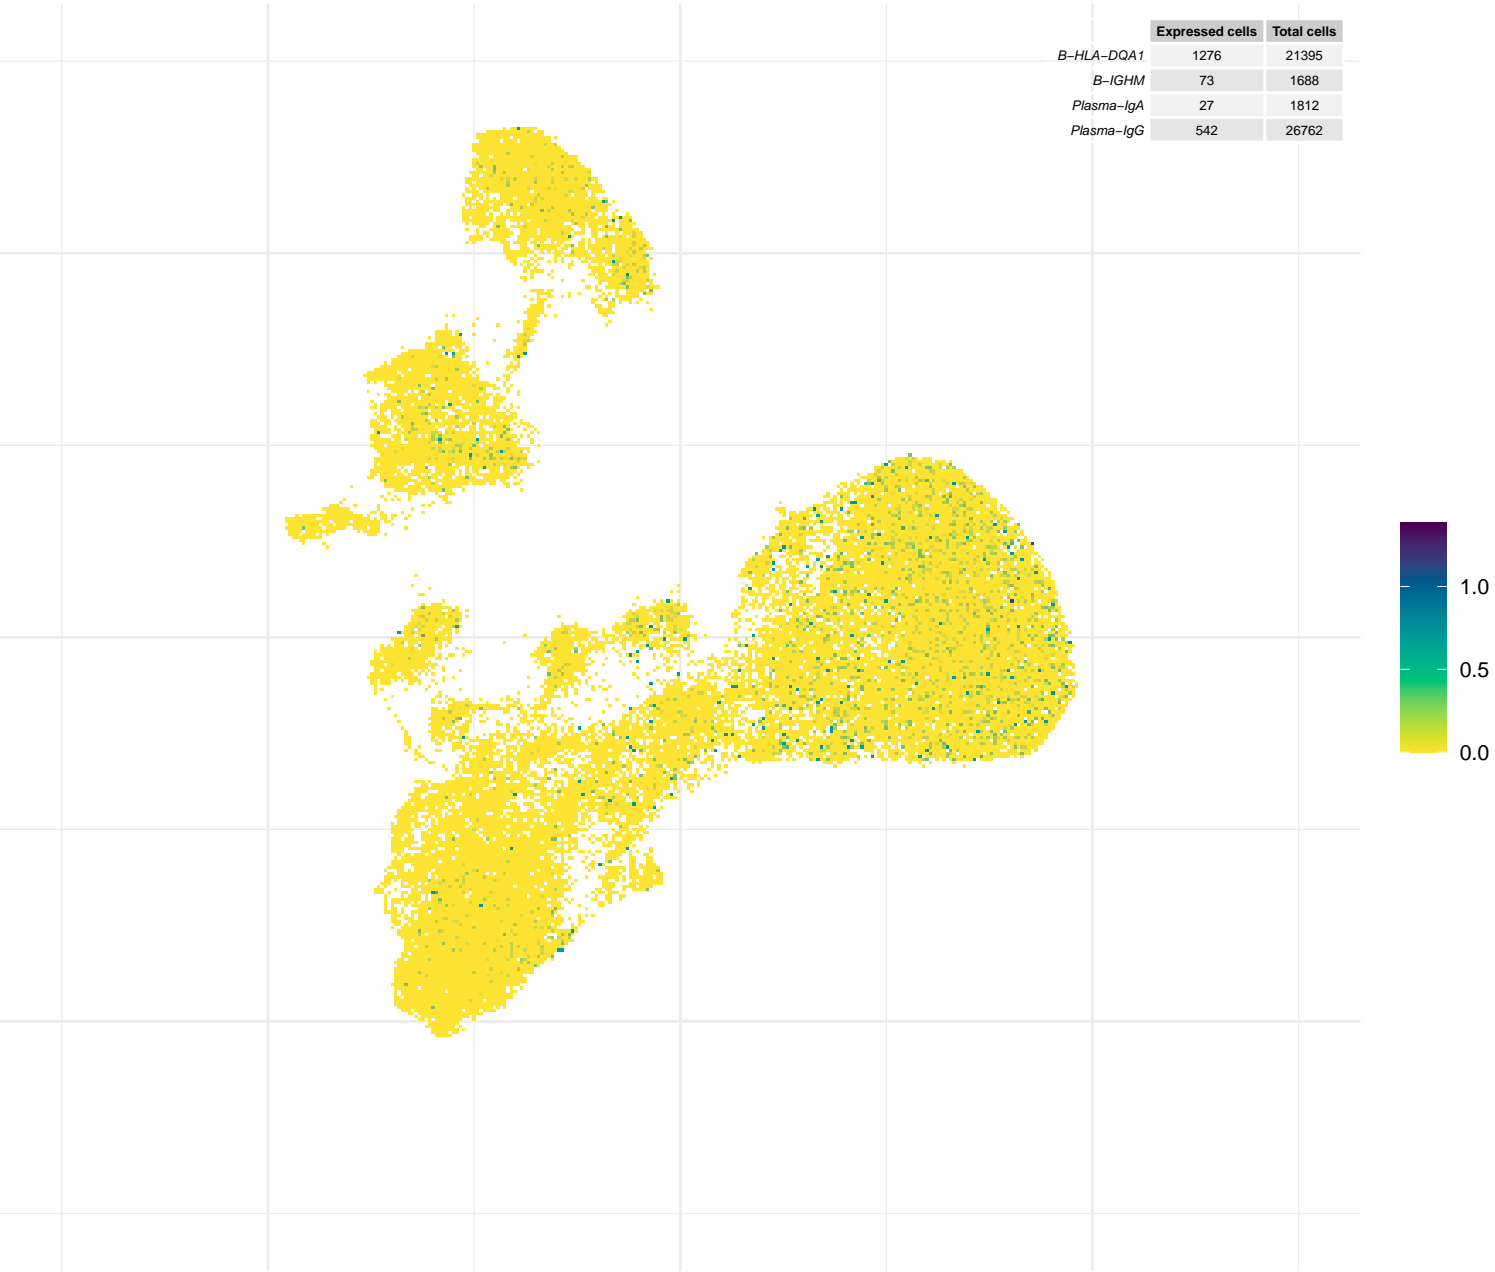 Expressed cells Total cells
B−HLA−DQA1 1276 21395
B−IGHM 73 1688
Plasma−IgA 27 1812
Plasma−IgG 542 26762
1.0
0.5
0.0